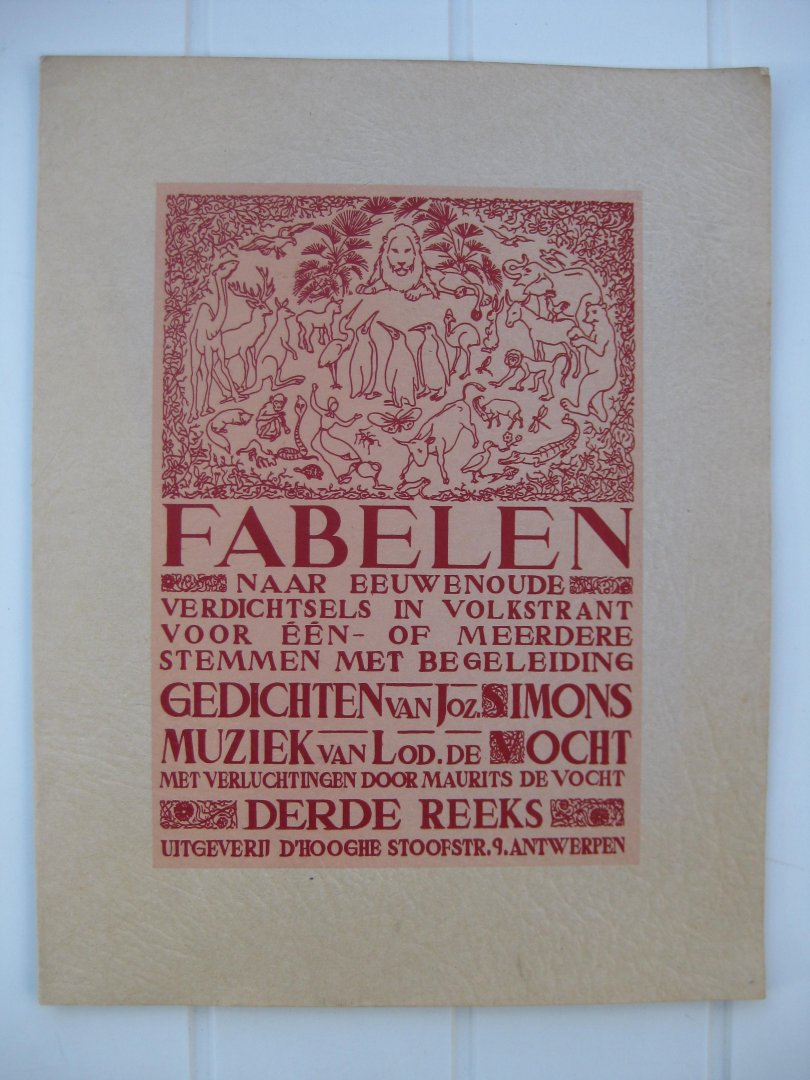 FABELEN
NAAR EEUWENOUDE
VERDICHTSELS IN VOLKSTRANT
VOOR ÉÉN- OF MEERDERE
STEMMEN MET BEGELEIDING
GEDICHTEN VAN JOZ. SIMONS
MUZIEK VAN LOD. DE VOCHT
MET VERLUCHTINGEN DOOR MAURITS DE VOCHT
DERDE REEKS
UITGEVERIJ D'HOOGHE STOOFSTR. 9. ANTWERPEN